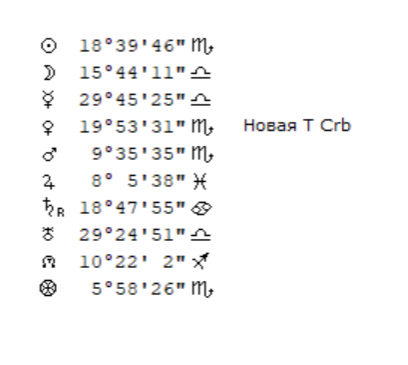 ☉ 18°39'46" ♏
☽ 15°44'11" ♎
☿ 29°45'25" ♎
♀ 19°53'31" ♏ Новая T Crb
♂ 9°35'35" ♏
♃ 8° 5'38" ♓
♄R 18°47'55" ♋
♅ 29°24'51" ♎
☊ 10°22' 2" ♐
⊗ 5°58'26" ♏